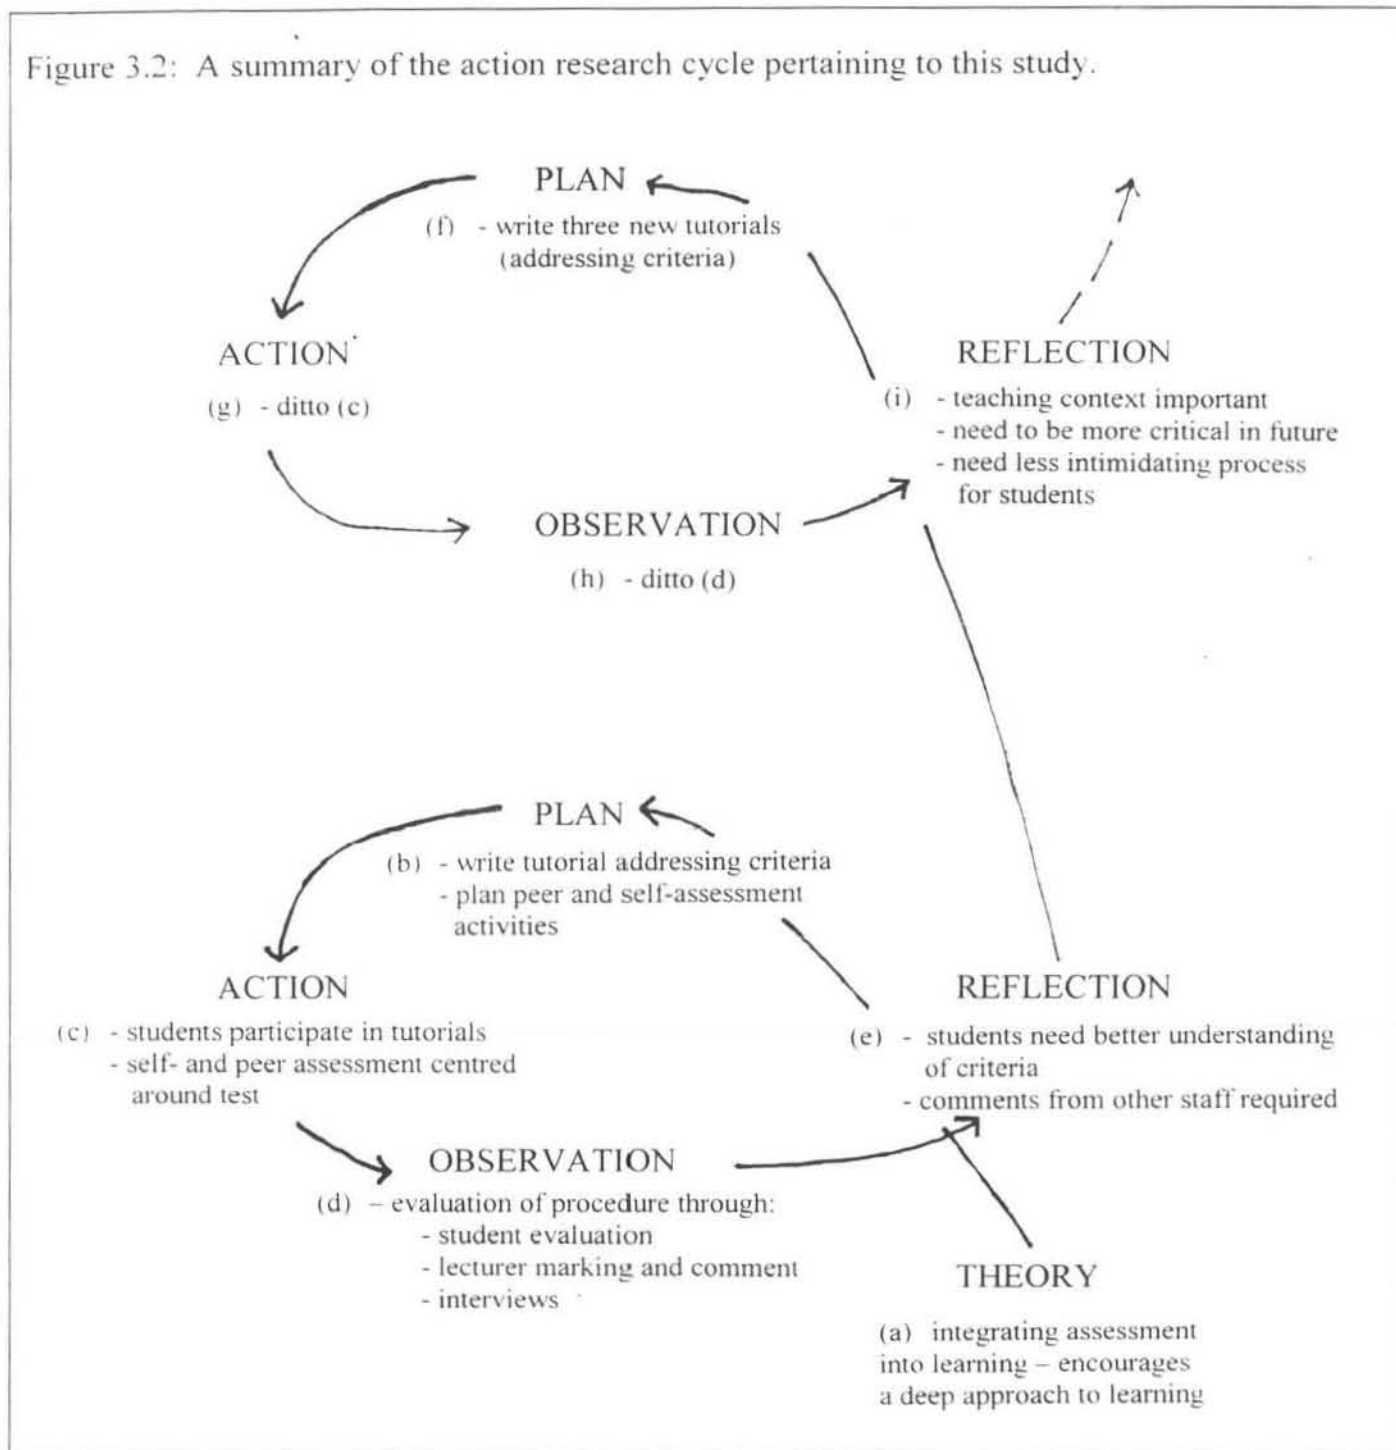 Figure 3.2: A summary of the action research cycle pertaining to this study.
PLAN
(f) - write three new tutorials
(addressing criteria)
ACTION
(g) - ditto (c)
REFLECTION
(i) - teaching context important
- need to be more critical in future
- need less intimidating process
for students
OBSERVATION
(h) - ditto (d)
PLAN
(b) - write tutorial addressing criteria
- plan peer and self-assessment
activities
ACTION
(c) - students participate in tutorials
- self- and peer assessment centred
around test
REFLECTION
(e) - students need better understanding
of criteria
- comments from other staff required
OBSERVATION
(d) – evaluation of procedure through:
- student evaluation
- lecturer marking and comment
- interviews
THEORY
(a) integrating assessment
into learning – encourages
a deep approach to learning